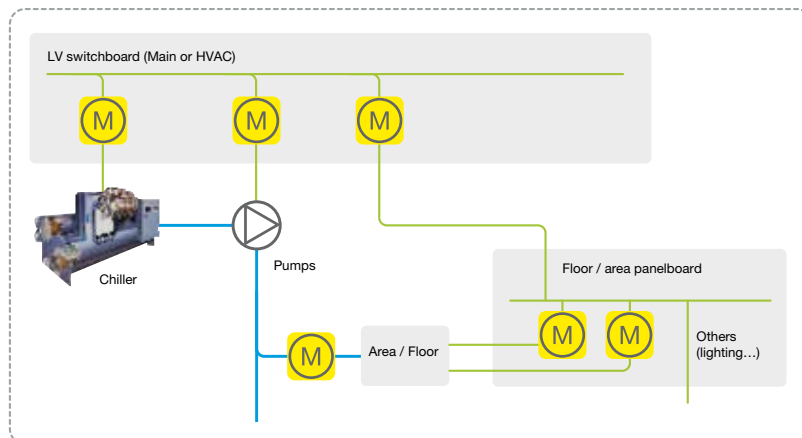 LV switchboard (Main or HVAC)
M
M
M
Chiller
Pumps
Floor / area panelboard
M
M
M
Area / Floor
Others
(lighting…)